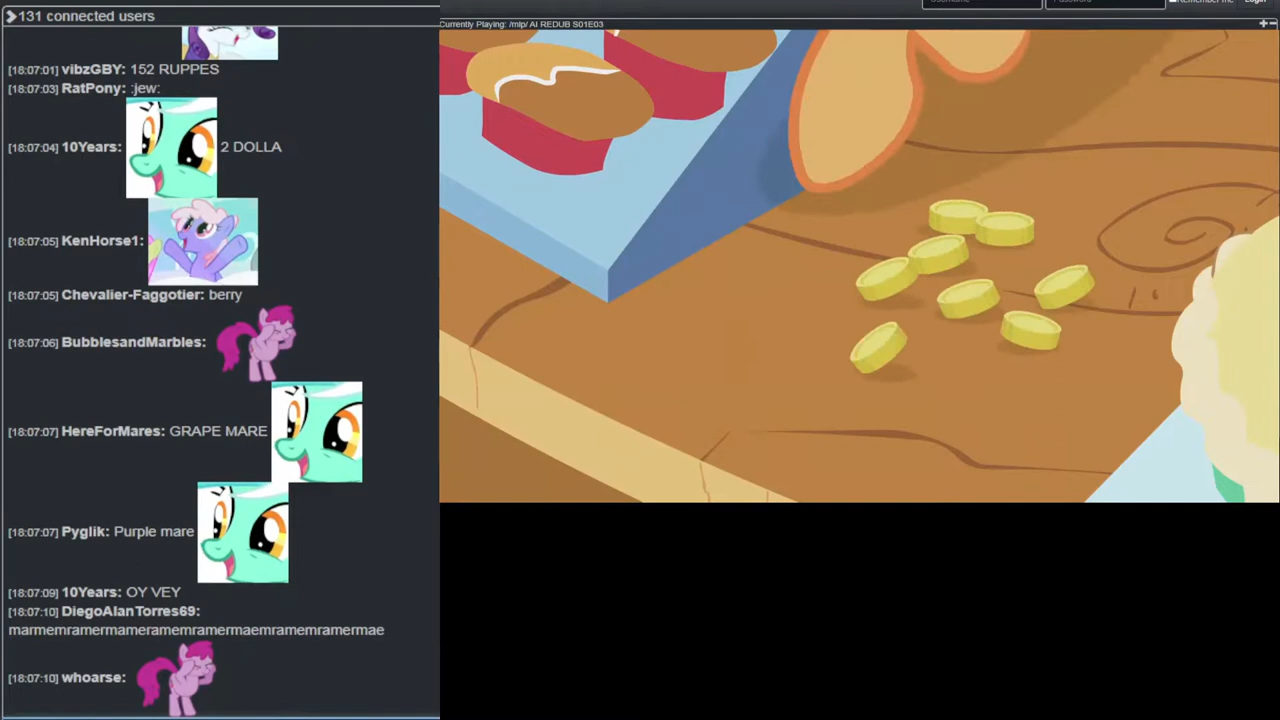 131 connected users
[18:07:01] vibzGBY: 152 RUPPES
[18:07:03] RatPony: :jew:
[18:07:04] 10Years: 2 DOLLA
[18:07:05] KenHorse1:
[18:07:05] Chevalier-Faggotier: berry
[18:07:06] BubblesandMarbles:
[18:07:07] HereForMares: GRAPE MARE
[18:07:07] Pyglik: Purple mare
[18:07:09] 10Years: OY VEY
[18:07:10] DiegoAlanTorres69:
marmemramermameramemramermaemramemramermae
[18:07:10] whoarse:
Currently Playing: /mlp/ AI REDUB S01E03